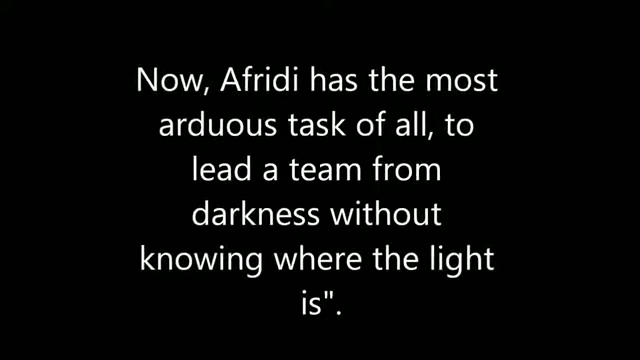 Now, Afridi has the most
arduous task of all, to
lead a team from
darkness without
knowing where the light
is".